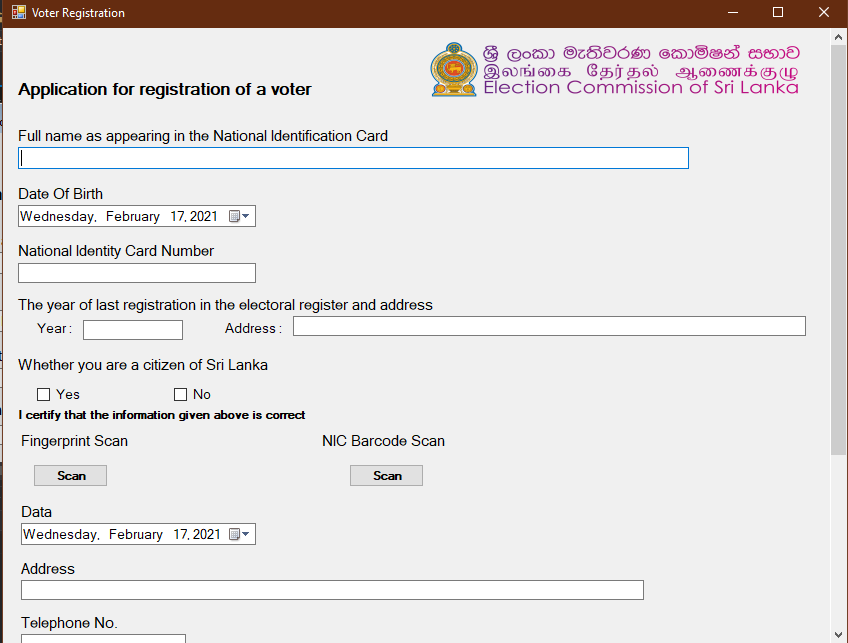 Voter Registration
ශ්‍රී ලංකා මැතිවරණ කොමිෂන් සභාව
இலங்கை தேர்தல் ஆணைக்குழு
Election Commission of Sri Lanka
Application for registration of a voter
Full name as appearing in the National Identification Card
Date Of Birth
Wednesday, February 17, 2021
National Identity Card Number
The year of last registration in the electoral register and address
Year : Address :
Whether you are a citizen of Sri Lanka
Yes No
I certify that the information given above is correct
Fingerprint Scan NIC Barcode Scan
Scan Scan
Data
Wednesday, February 17, 2021
Address
Telephone No.